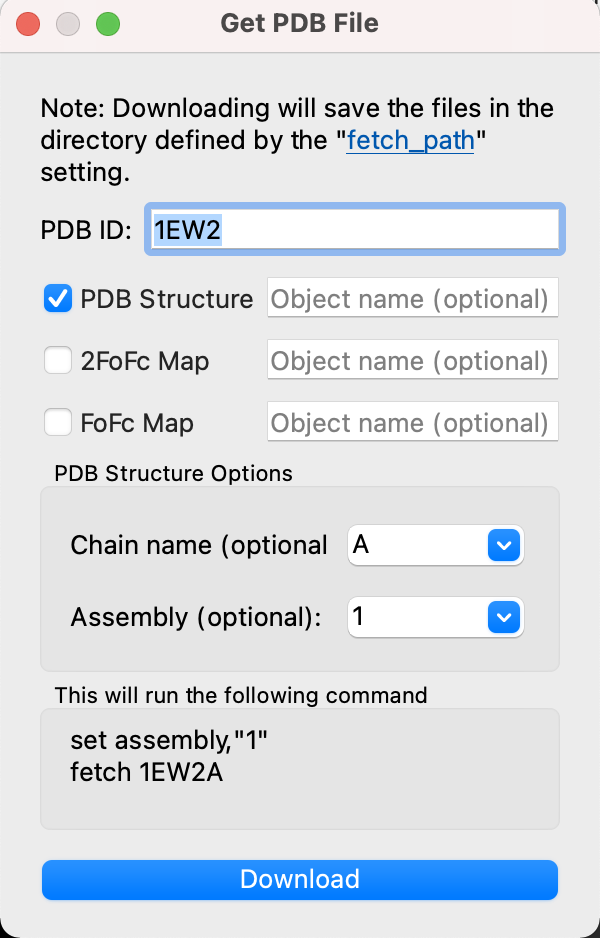 Get PDB File
Note: Downloading will save the files in the
directory defined by the "fetch_path"
setting.
PDB ID: 1EW2
PDB Structure Object name (optional)
2FoFc Map Object name (optional)
FoFc Map Object name (optional)
PDB Structure Options
Chain name (optional A
Assembly (optional): 1
This will run the following command
set assembly,"1"
fetch 1EW2A
Download